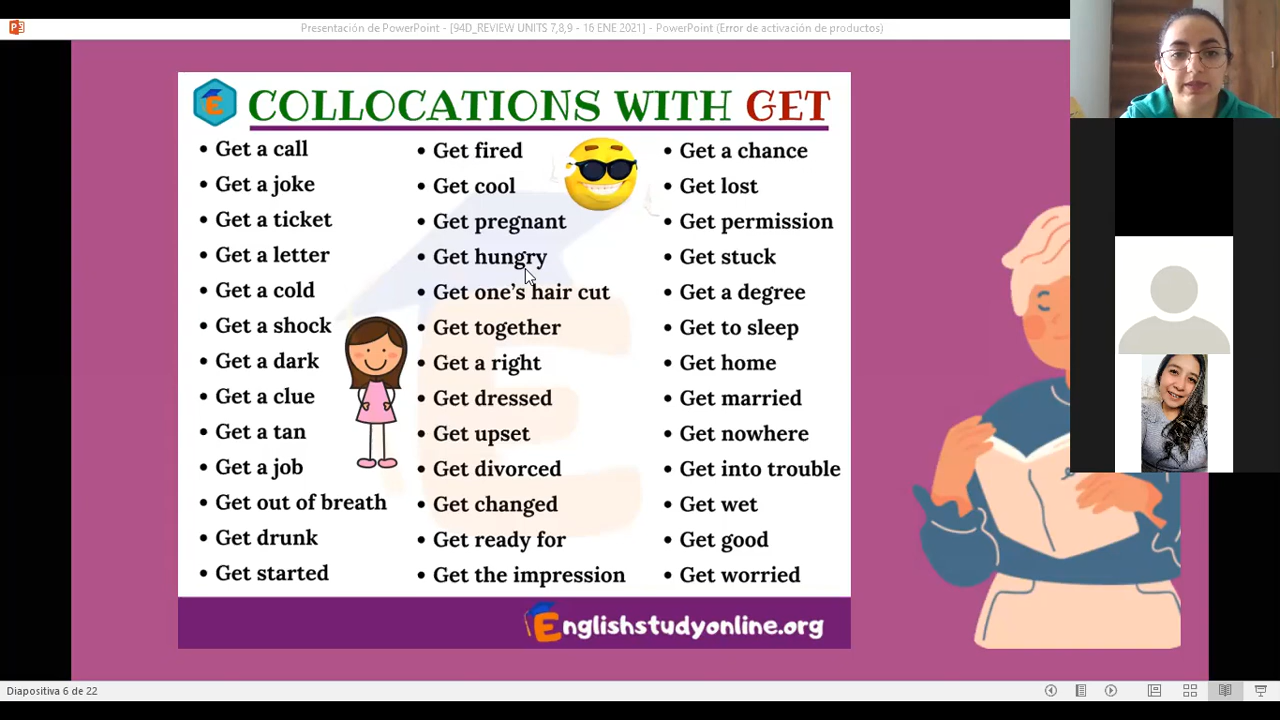 Presentación de PowerPoint - [94D_REVIEW UNITS 7,8,9 - 16 ENE 2021] - PowerPoint (Error de activación de productos)
COLLOCATIONS WITH GET
• Get a call
• Get a joke
• Get a ticket
• Get a letter
• Get a cold
• Get a shock
• Get a dark
• Get a clue
• Get a tan
• Get a job
• Get out of breath
• Get drunk
• Get started
• Get fired
• Get cool
• Get pregnant
• Get hungry
• Get one's hair cut
• Get together
• Get a right
• Get dressed
• Get upset
• Get divorced
• Get changed
• Get ready for
• Get the impression
• Get a chance
• Get lost
• Get permission
• Get stuck
• Get a degree
• Get to sleep
• Get home
• Get married
• Get nowhere
• Get into trouble
• Get wet
• Get good
• Get worried
Englishstudyonline.org
Diapositiva 6 de 22